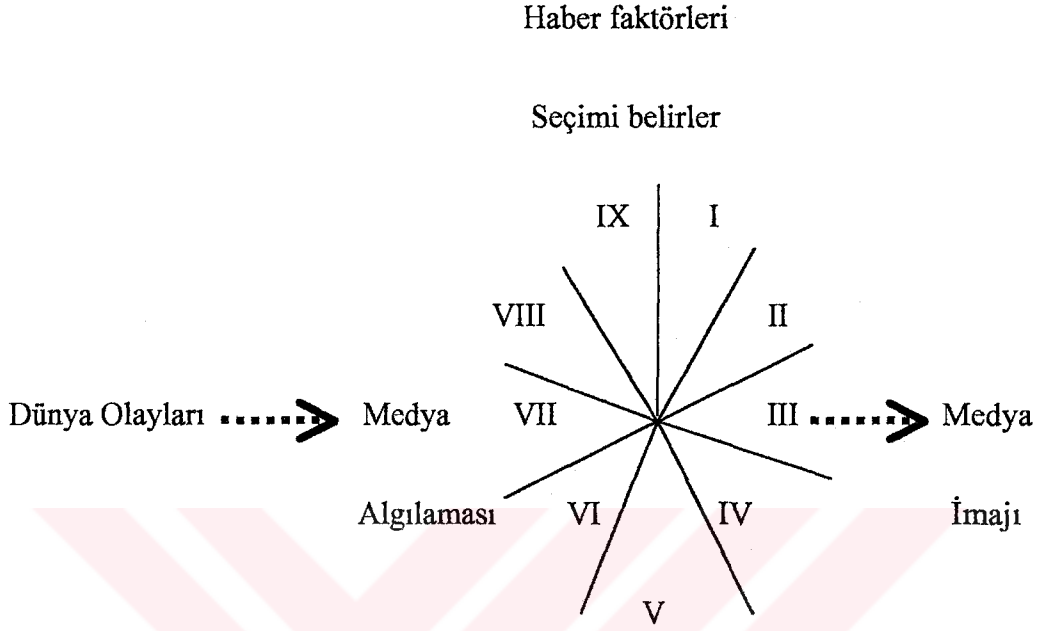 Haber faktörleri
Seçimi belirler
IX I
VIII II
Dünya Olayları Medya VII III Medya
Algılaması VI IV İmajı
V